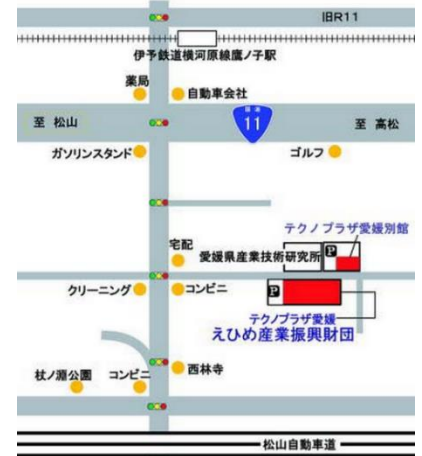 旧R11
伊予鉄道横河原線鷹ノ子駅
薬局
自動車会社
至 松山
国道
11
至 高松
ガソリンスタンド
ゴルフ
テクノプラザ愛媛別館
宅配
愛媛県産業技術研究所
P
クリーニング
コンビニ
P
テクノプラザ愛媛
えひめ産業振興財団
西林寺
杖ノ淵公園
コンビニ
松山自動車道